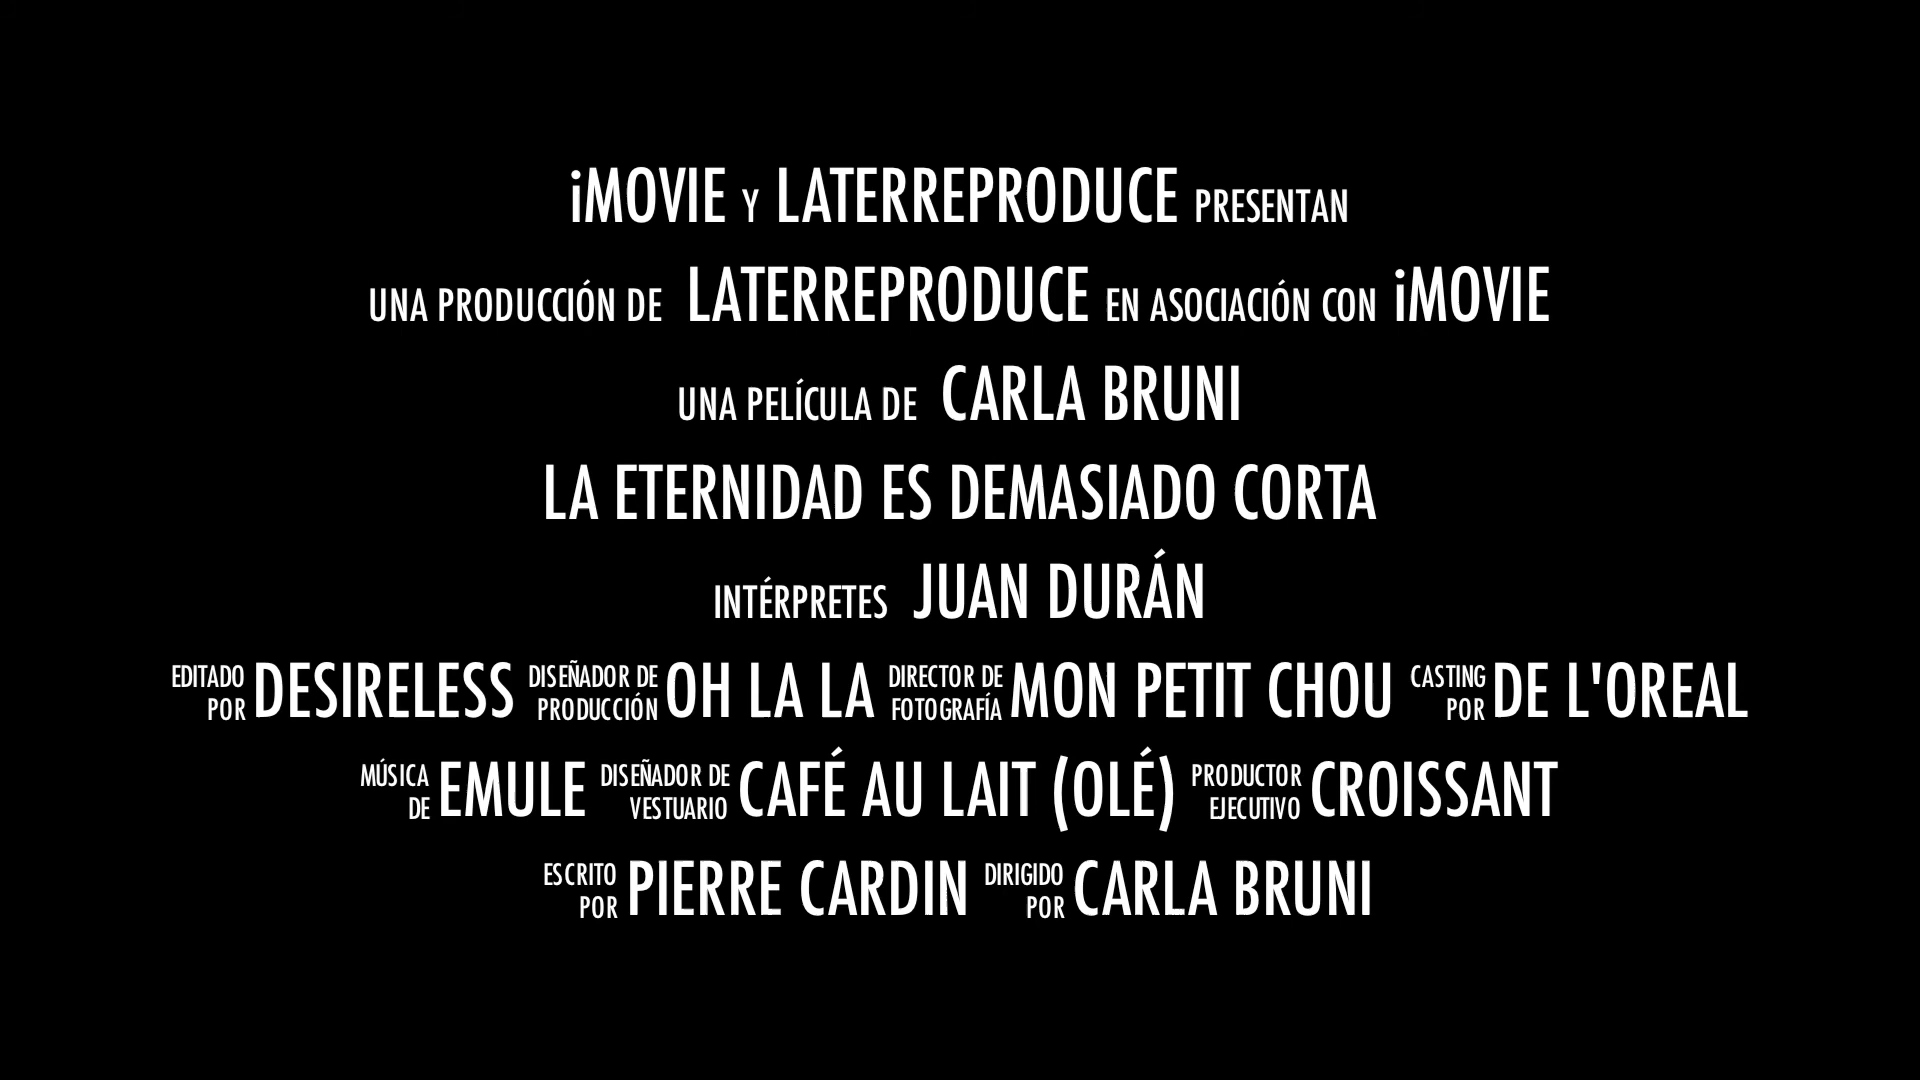 iMOVIE Y LATERREPRODUCE PRESENTAN
UNA PRODUCCIÓN DE LATERREPRODUCE EN ASOCIACIÓN CON iMOVIE
UNA PELÍCULA DE CARLA BRUNI
LA ETERNIDAD ES DEMASIADO CORTA
INTÉRPRETES JUAN DURÁN
EDITADO POR DESIRELESS DISEÑADOR DE PRODUCCIÓN OH LA LA DIRECTOR DE FOTOGRAFÍA MON PETIT CHOU CASTING POR DE L'OREAL
MÚSICA DE EMULE DISEÑADOR DE VESTUARIO CAFÉ AU LAIT (OLÉ) PRODUCTOR EJECUTIVO CROISSANT
ESCRITO POR PIERRE CARDIN DIRIGIDO POR CARLA BRUNI